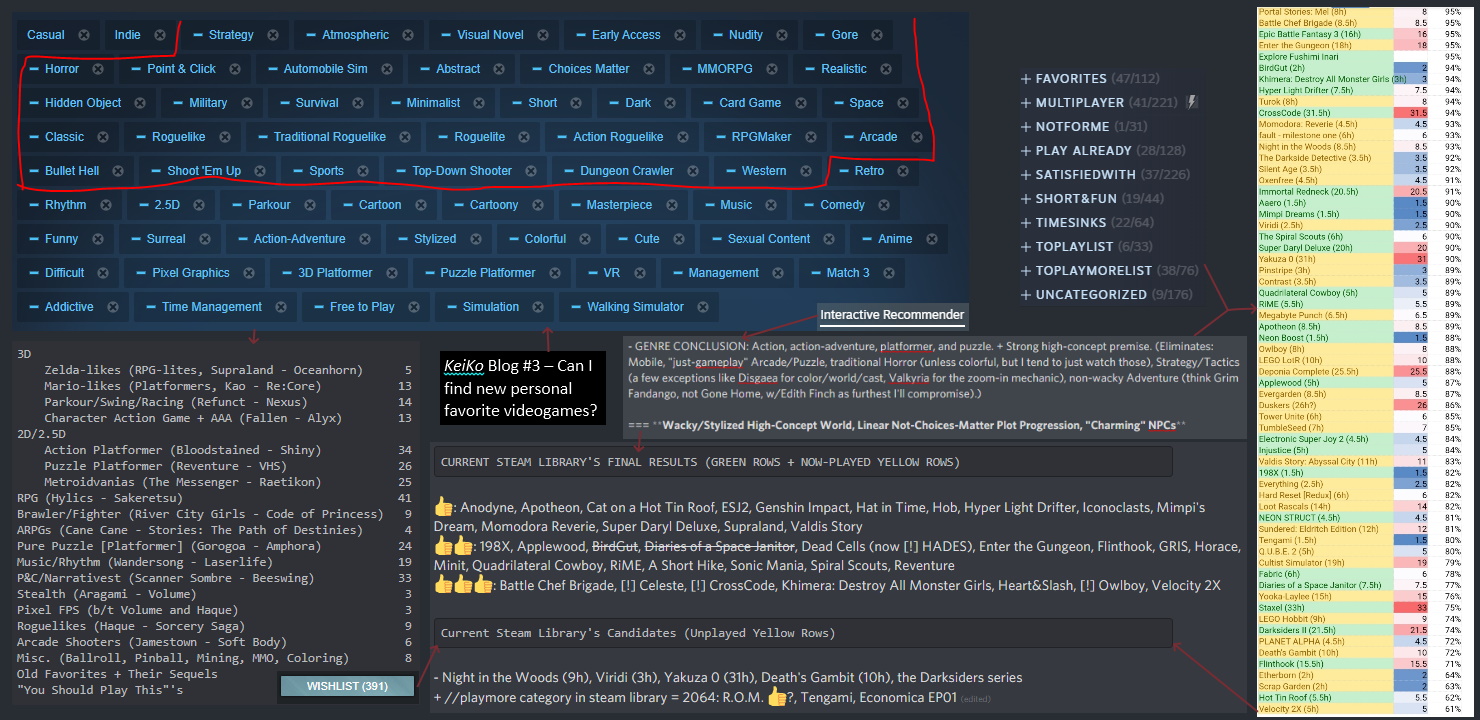 Casual Indie Strategy Atmospheric Visual Novel Early Access Nudity Gore
Horror Point & Click Automobile Sim Abstract Choices Matter MMORPG Realistic
Hidden Object Military Survival Minimalist Short Dark Card Game Space
Classic Roguelike Traditional Roguelike Roguelite Action Roguelike RPGMaker Arcade
Bullet Hell Shoot 'Em Up Sports Top-Down Shooter Dungeon Crawler Western Retro
Rhythm 2.5D Parkour Cartoon Cartoony Masterpiece Music Comedy
Funny Surreal Action-Adventure Stylized Colorful Cute Sexual Content Anime
Difficult Pixel Graphics 3D Platformer Puzzle Platformer VR Management Match 3
Addictive Time Management Free to Play Simulation Walking Simulator
Interactive Recommender
+ FAVORITES (47/112)
+ MULTIPLAYER (41/221)
+ NOTFORME (1/31)
+ PLAY ALREADY (28/128)
+ SATISFIEDWITH (37/226)
+ SHORT&FUN (19/44)
+ TIMESINKS (22/64)
+ TOPLAYLIST (6/33)
+ TOPLAYMORELIST (38/76)
+ UNCATEGORIZED (9/176)
3D
Zelda-likes (RPG-lites, Supraland - Oceanhorn) 5
Mario-likes (Platformers, Kao - Re:Core) 13
Parkour/Swing/Racing (Refunct - Nexus) 14
Character Action Game + AAA (Fallen - Alyx) 13
2D/2.5D
Action Platformer (Bloodstained - Shiny) 34
Puzzle Platformer (Reventure - VHS) 26
Metroidvanias (The Messenger - Raetikon) 25
RPG (Hylics - Sakeretsu) 41
Brawler/Fighter (River City Girls - Code of Princess) 9
ARPGs (Cane Cane - Stories: The Path of Destinies) 4
Pure Puzzle [Platformer] (Gorogoa - Amphora) 24
Music/Rhythm (Wandersong - Laserlife) 19
P&C/Narrativest (Scanner Sombre - Beeswing) 33
Stealth (Aragami - Volume) 3
Pixel FPS (b/t Volume and Haque) 3
Roguelikes (Haque - Sorcery Saga) 9
Arcade Shooters (Jamestown - Soft Body) 6
Misc. (Ballroll, Pinball, Mining, MMO, Coloring) 8
Old Favorites + Their Sequels
"You Should Play This"'s
WISHLIST (391)
KeiKo Blog #3 – Can I
find new personal
favorite videogames?
- GENRE CONCLUSION: Action, action-adventure, platformer, and puzzle. + Strong high-concept premise. (Eliminates:
Mobile, "just-gameplay" Arcade/Puzzle, traditional Horror (unless colorful, but I tend to just watch those), Strategy/Tactics
(a few exceptions like Disgaea for color/world/cast, Valkyria for the zoom-in mechanic), non-wacky Adventure (think Grim
Fandango, not Gone Home, w/Edith Finch as furthest I'll compromise).)
=== **Wacky/Stylized High-Concept World, Linear Not-Choices-Matter Plot Progression, "Charming" NPCs**
CURRENT STEAM LIBRARY'S FINAL RESULTS (GREEN ROWS + NOW-PLAYED YELLOW ROWS)
👍: Anodyne, Apotheon, Cat on a Hot Tin Roof, ESJ2, Genshin Impact, Hat in Time, Hob, Hyper Light Drifter, Iconoclasts, Mimpi's
Dream, Momodora Reverie, Super Daryl Deluxe, Supraland, Valdis Story
👍👍: 198X, Applewood, BirdGut, Diaries of a Space Janitor, Dead Cells (now [!] HADES), Enter the Gungeon, Flinthook, GRIS, Horace,
Minit, Quadrilateral Cowboy, RiME, A Short Hike, Sonic Mania, Spiral Scouts, Reventure
👍👍👍: Battle Chef Brigade, [!] Celeste, [!] CrossCode, Khimera: Destroy All Monster Girls, Heart&Slash, [!] Owlboy, Velocity 2X
Current Steam Library's Candidates (Unplayed Yellow Rows)
- Night in the Woods (9h), Viridi (3h), Yakuza 0 (31h), Death's Gambit (10h), the Darksiders series
+ //playmore category in steam library = 2064: R.O.M. 👍?, Tengami, Economica EP01 (edited)
Portal Stories: Mel (8h) 8 95%
Battle Chef Brigade (8.5h) 8.5 95%
Epic Battle Fantasy 3 (16h) 16 95%
Enter the Gungeon (18h) 18 95%
Explore Fushimi Inari 95%
BirdGut (2h) 2 94%
Khimera: Destroy All Monster Girls (3h) 3 94%
Hyper Light Drifter (7.5h) 7.5 94%
Turok (8h) 8 94%
CrossCode (31.5h) 31.5 94%
Momodora: Reverie (4.5h) 4.5 93%
fault - milestone one (6h) 6 93%
Night in the Woods (8.5h) 8.5 93%
The Darkside Detective (3.5h) 3.5 92%
Silent Age (3.5h) 3.5 92%
Oxenfree (4.5h) 4.5 91%
Immortal Redneck (20.5h) 20.5 91%
Aaero (1.5h) 1.5 90%
Mimpi Dreams (1.5h) 1.5 90%
Viridi (2.5h) 2.5 90%
The Spiral Scouts (6h) 6 90%
Super Daryl Deluxe (20h) 20 90%
Yakuza 0 (31h) 31 90%
Pinstripe (3h) 3 89%
Contrast (3.5h) 3.5 89%
Quadrilateral Cowboy (5h) 5 89%
RiME (5.5h) 5.5 89%
Megabyte Punch (6.5h) 6.5 89%
Apotheon (8.5h) 8.5 89%
Neon Boost (1.5h) 1.5 88%
Owlboy (8h) 8 88%
LEGO LotR (10h) 10 88%
Deponia Complete (25.5h) 25.5 88%
Applewood (5h) 5 87%
Evergarden (8.5h) 8.5 87%
Duskers (26h?) 26 86%
Tower Unite (6h) 6 85%
TumbleSeed (7h) 7 85%
Electronic Super Joy 2 (4.5h) 4.5 84%
Injustice (5h) 5 84%
Valdis Story: Abyssal City (11h) 11 83%
198X (1.5h) 1.5 82%
Everything (2.5h) 2.5 82%
Hard Reset [Redux] (6h) 6 82%
Loot Rascals (14h) 14 82%
NEON STRUCT (4.5h) 4.5 81%
Sundered: Eldritch Edition (12h) 12 81%
Tengami (1.5h) 1.5 80%
Q.U.B.E. 2 (5h) 5 80%
Cultist Simulator (19h) 19 79%
Fabric (6h) 6 78%
Diaries of a Space Janitor (7.5h) 7.5 77%
Yooka-Laylee (15h) 15 76%
Staxel (33h) 33 75%
LEGO Hobbit (9h) 9 74%
Darksiders II (21.5h) 21.5 74%
PLANET ALPHA (4.5h) 4.5 72%
Death's Gambit (10h) 10 72%
Flinthook (15.5h) 15.5 71%
Etherborn (2h) 2 64%
Scrap Garden (2h) 2 63%
Hot Tin Roof (5.5h) 5.5 62%
Velocity 2X (5h) 5 61%